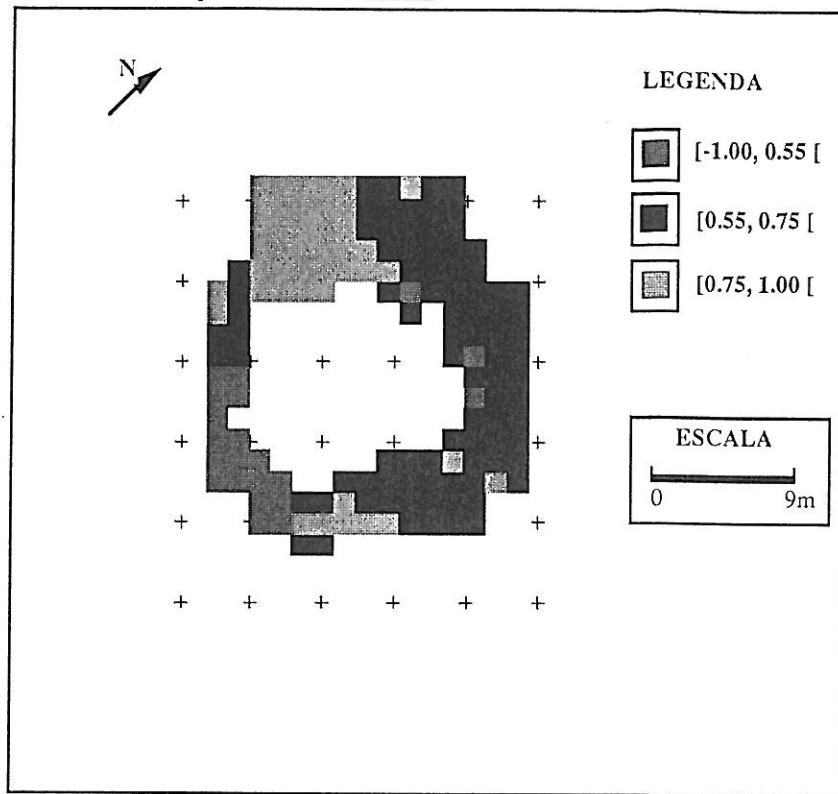 N
LEGENDA
[-1.00, 0.55 [
[0.55, 0.75 [
[0.75, 1.00 [
ESCALA
0 9m